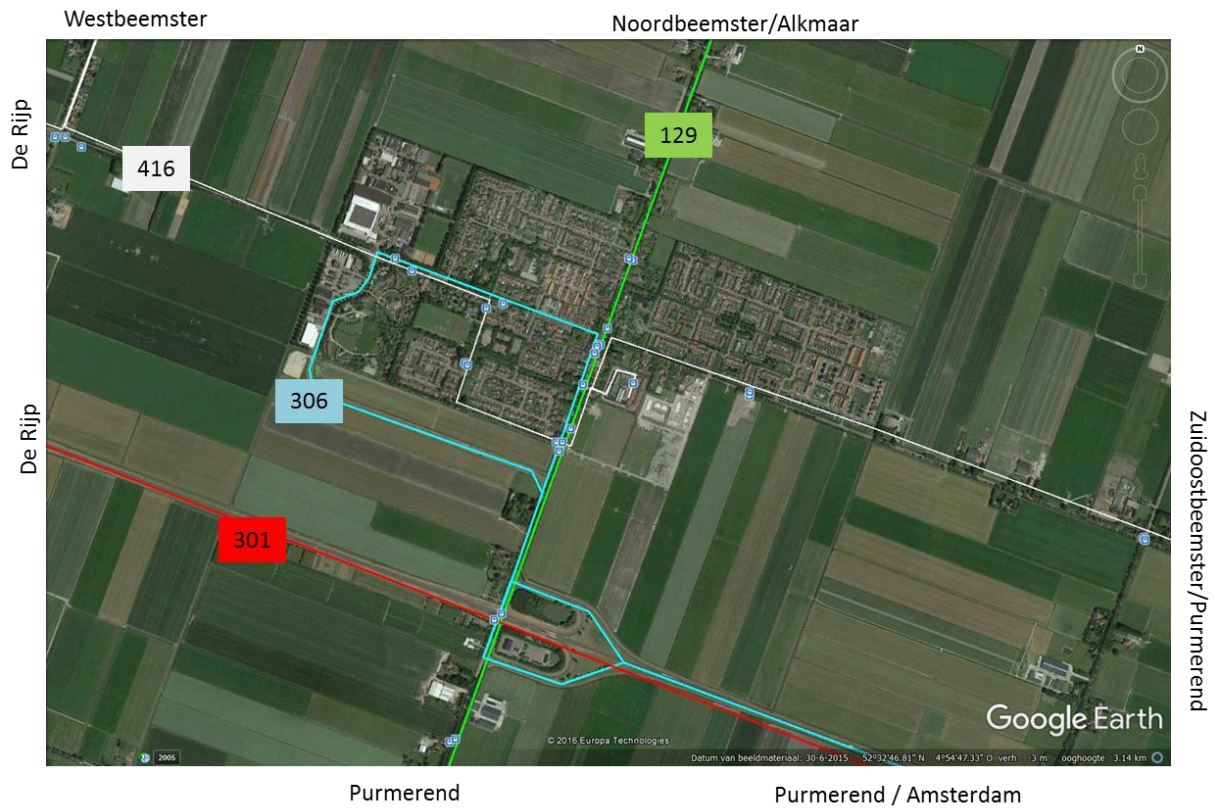 Westbeemster
Noordbeemster/Alkmaar
N
De Rijp
129
416
306
De Rijp
Zuidoostbeemster/Purmerend
301
Google Earth
© 2016 Europa Technologies
2005
Datum van beeldmateriaal: 30-6-2015 52°32'46.81" N 4°54'47.33" O verh -3 m ooghoogte 3.14 km
Purmerend
Purmerend / Amsterdam